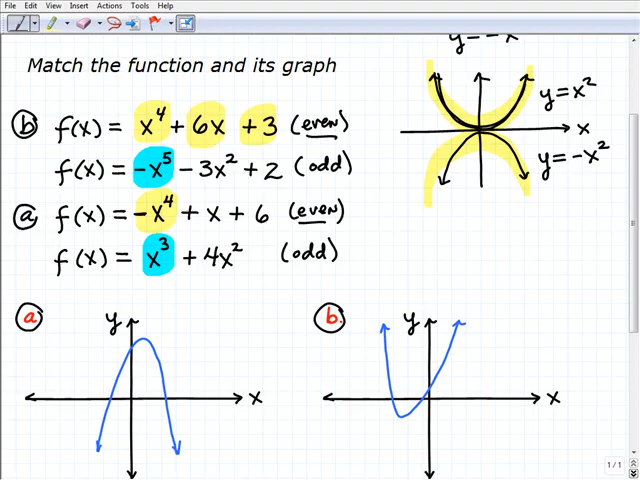 File Edit View Insert Actions Tools Help
y = -x
Match the function and its graph
ⓑ f(x) = x⁴ + 6x + 3 (even)
f(x) = -x⁵ - 3x² + 2 (odd)
ⓐ f(x) = -x⁴ + x + 6 (even)
f(x) = x³ + 4x² (odd)
y = x²
x
y = -x²
a
y
x
b.
y
x
1 / 1